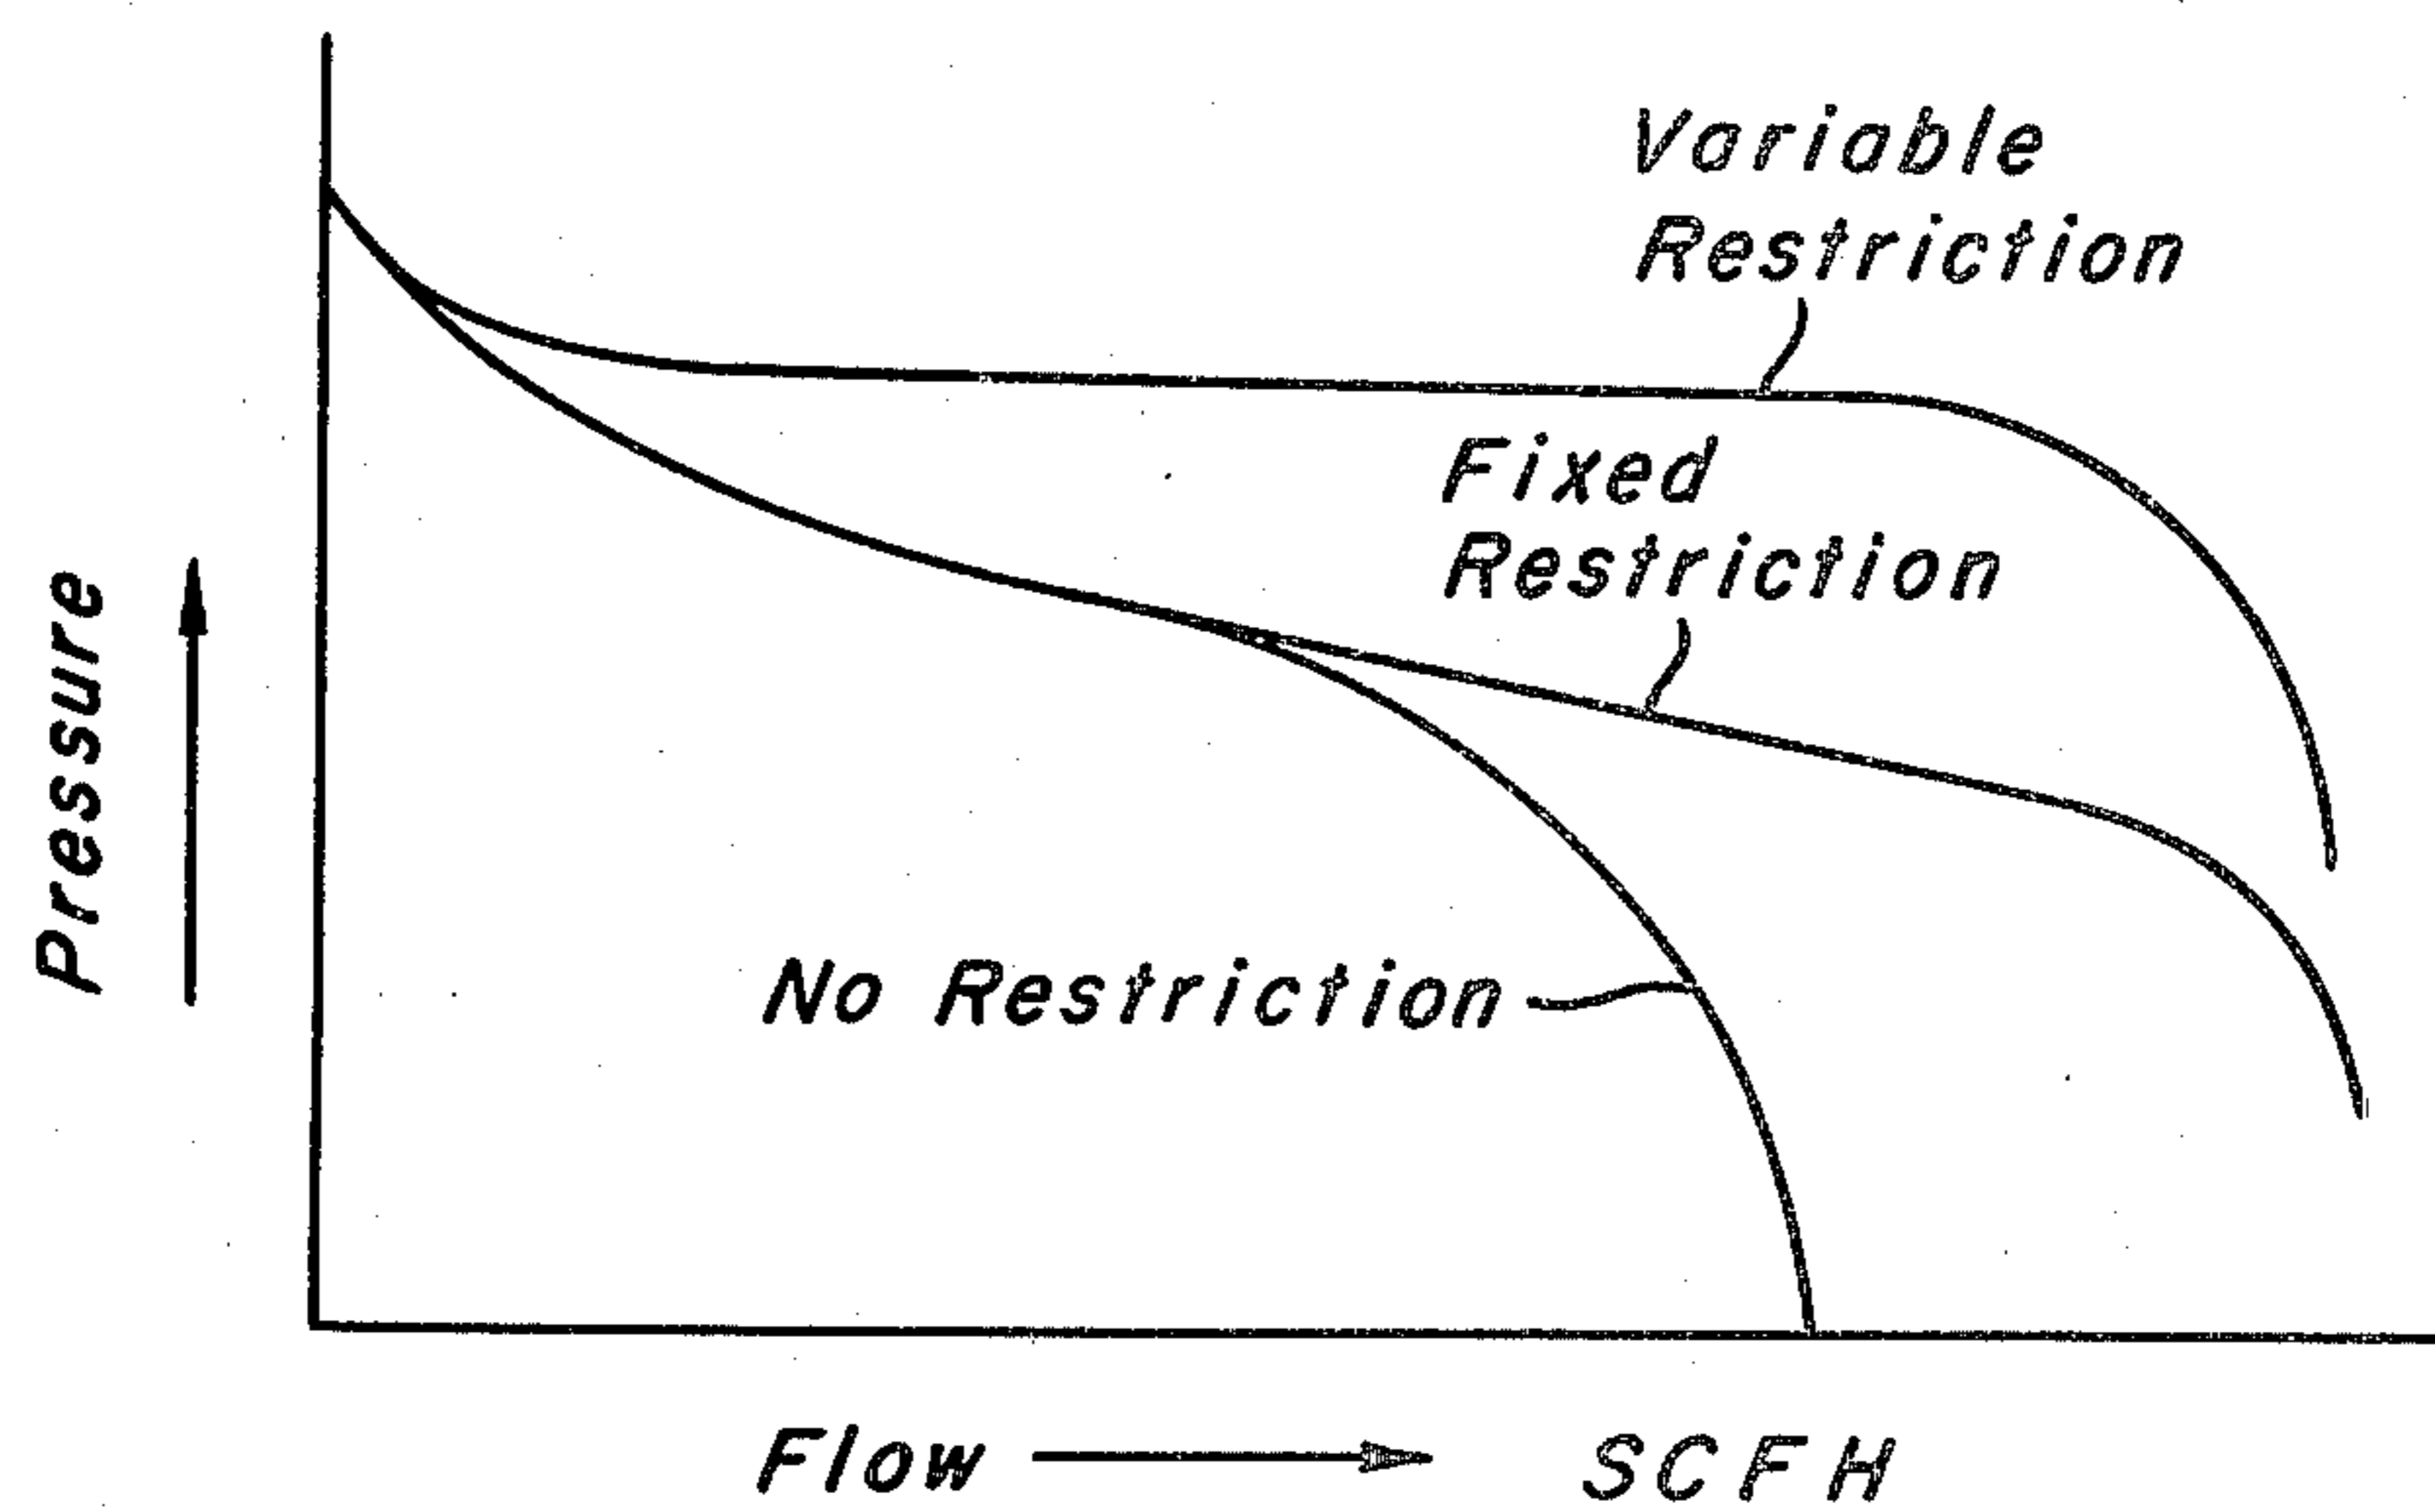 Variable
Restriction
Fixed
Restriction
Pressure
No Restriction
Flow
SCFH